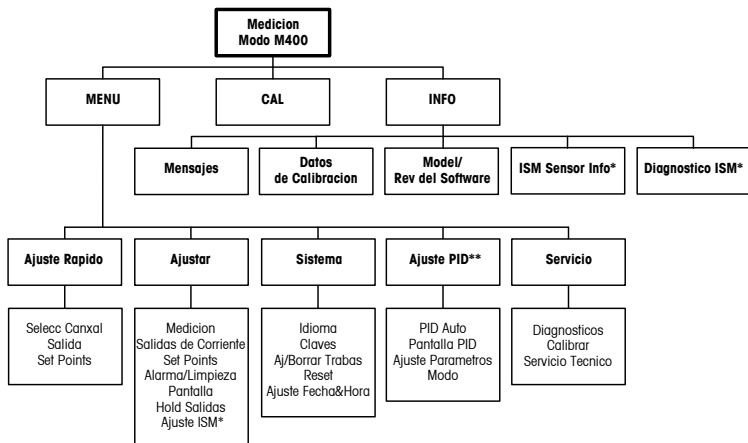 Medicion
Modo M400
MENU
CAL
INFO
Mensajes
Datos
de Calibracion
Model/
Rev del Software
ISM Sensor Info*
Diagnostico ISM*
Ajuste Rapido
Ajustar
Sistema
Ajuste PID**
Servicio
Selecc Canxal
Salida
Set Points
Medicion
Salidas de Corriente
Set Points
Alarma/Limpieza
Pantalla
Hold Salidas
Ajuste ISM*
Idioma
Claves
Aj/Borrar Trabas
Reset
Ajuste Fecha&Hora
PID Auto
Pantalla PID
Ajuste Parametros
Modo
Diagnosticos
Calibrar
Servicio Tecnico